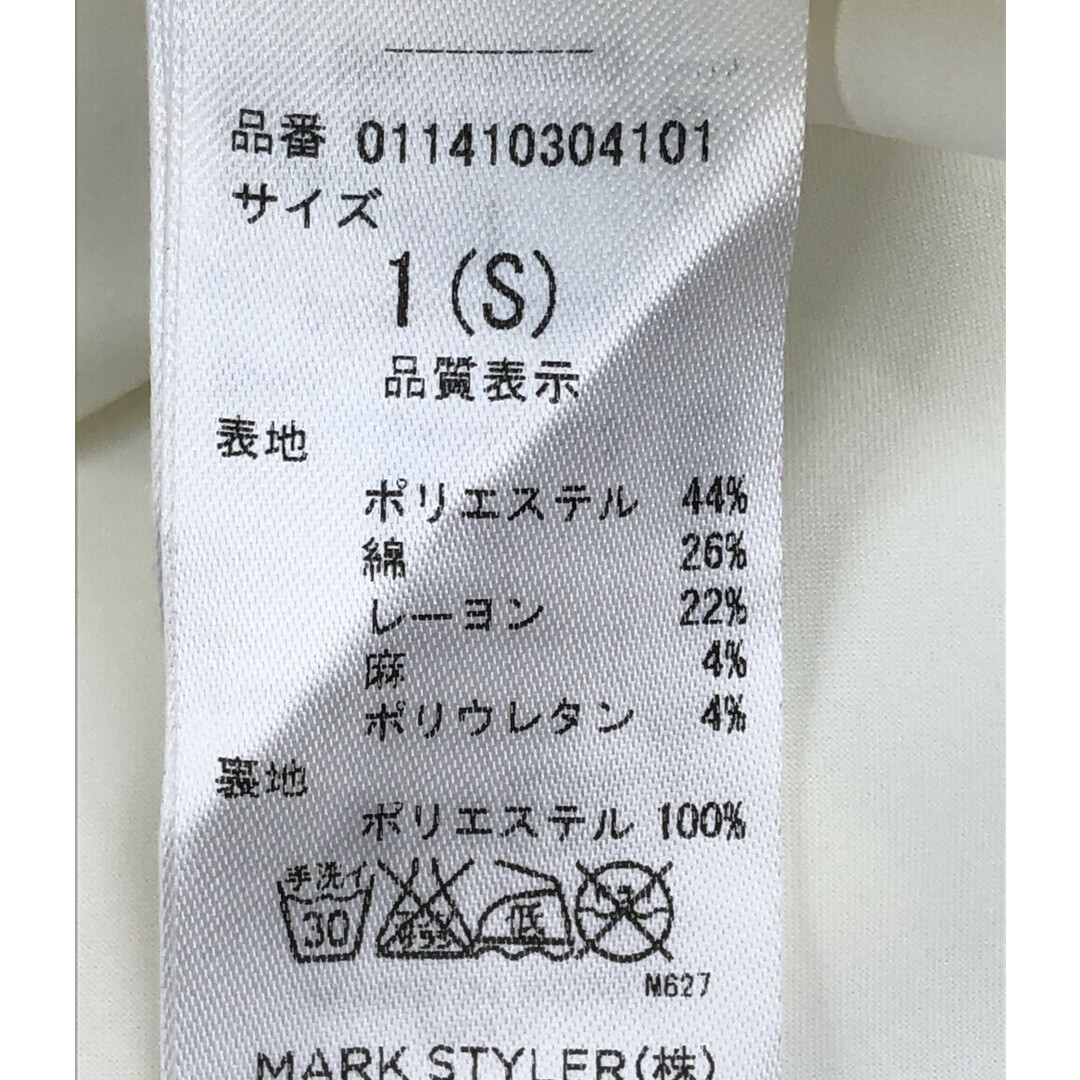 品番 011410304101
サイズ
1(S)
品質表示
表地
ポリエステル 44%
綿 26%
レーヨン 22%
麻 4%
ポリウレタン 4%
裏地
ポリエステル 100%
手洗イ
30 低
M627
MARK STYLER(株)